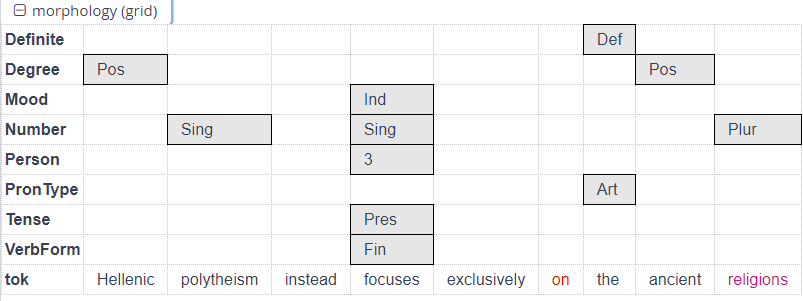 morphology (grid)
Definite Def
Degree Pos Pos
Mood Ind
Number Sing Sing Plur
Person 3
PronType Art
Tense Pres
VerbForm Fin
tok Hellenic polytheism instead focuses exclusively on the ancient religions